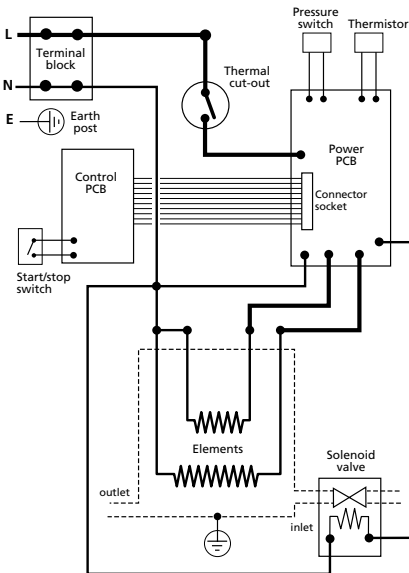 Pressure
switch
Thermistor
L
Terminal
block
Thermal
cut-out
N
E
Earth
post
Power
PCB
Control
PCB
Connector
socket
Start/stop
switch
Elements
Solenoid
valve
outlet
inlet